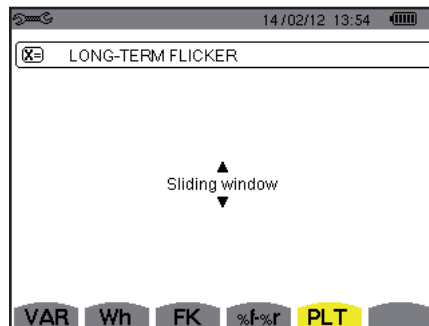 14/02/12 13:54
X= LONG-TERM FLICKER
Sliding window
VAR Wh FK %f-%r PLT